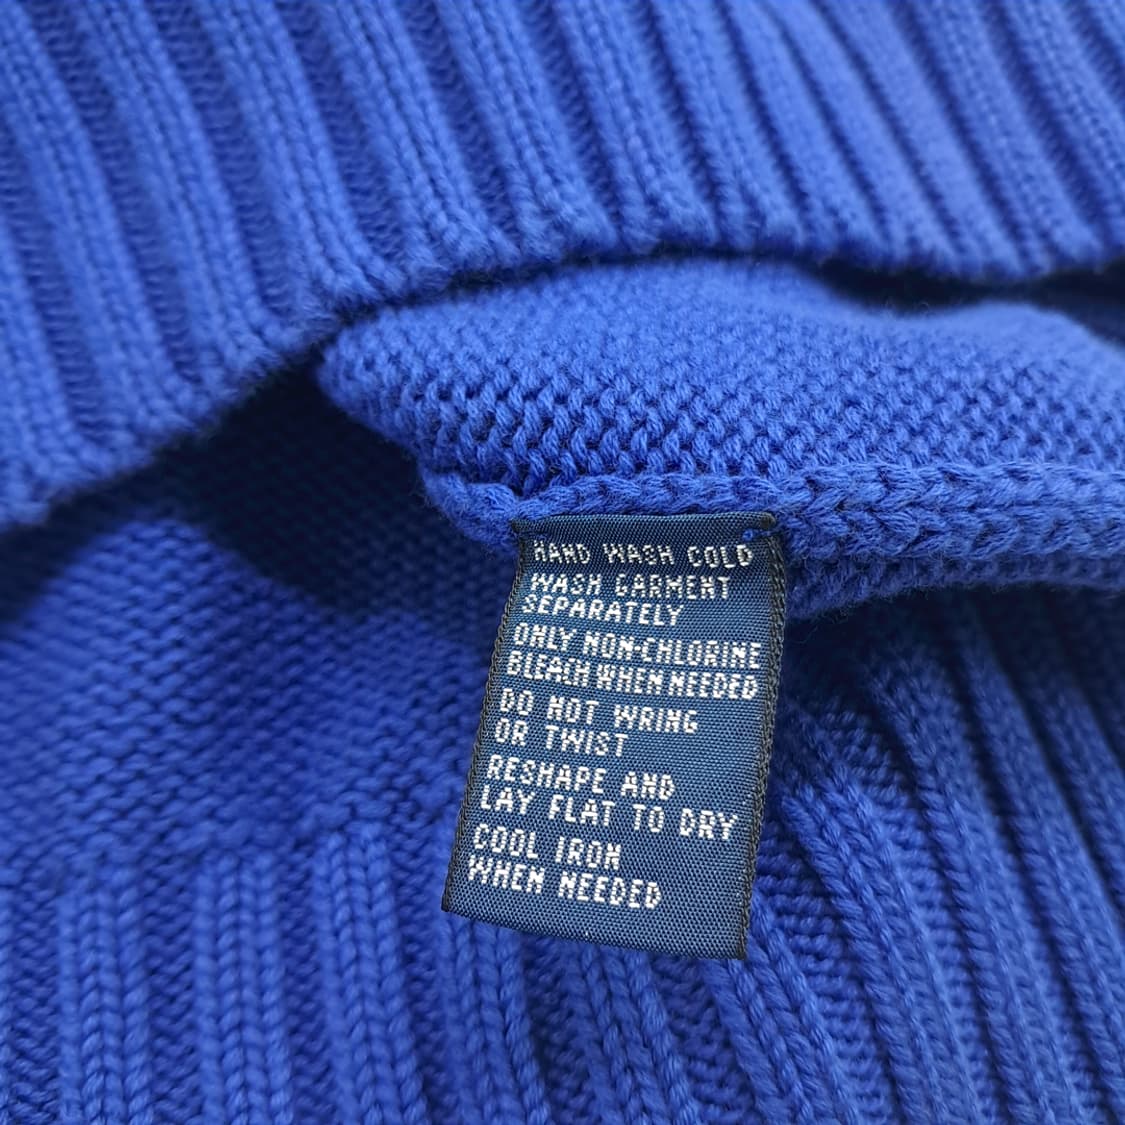 HAND WASH COLD
WASH GARMENT
SEPARATELY
ONLY NON-CHLORINE
BLEACH WHEN NEEDED
DO NOT WRING
OR TWIST
RESHAPE AND
LAY FLAT TO DRY
COOL IRON
WHEN NEEDED